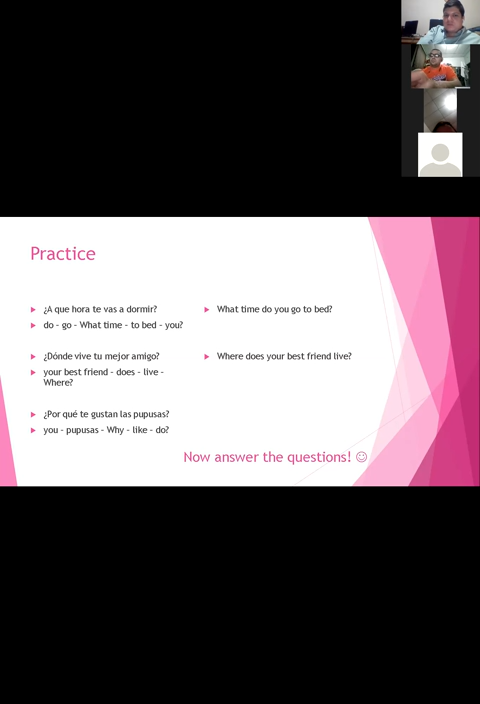 Practice
¿A que hora te vas a dormir?
do – go – What time – to bed – you?
¿Dónde vive tu mejor amigo?
your best friend – does – live –
Where?
¿Por qué te gustan las pupusas?
you – pupusas – Why – like – do?
What time do you go to bed?
Where does your best friend live?
Now answer the questions! ☺